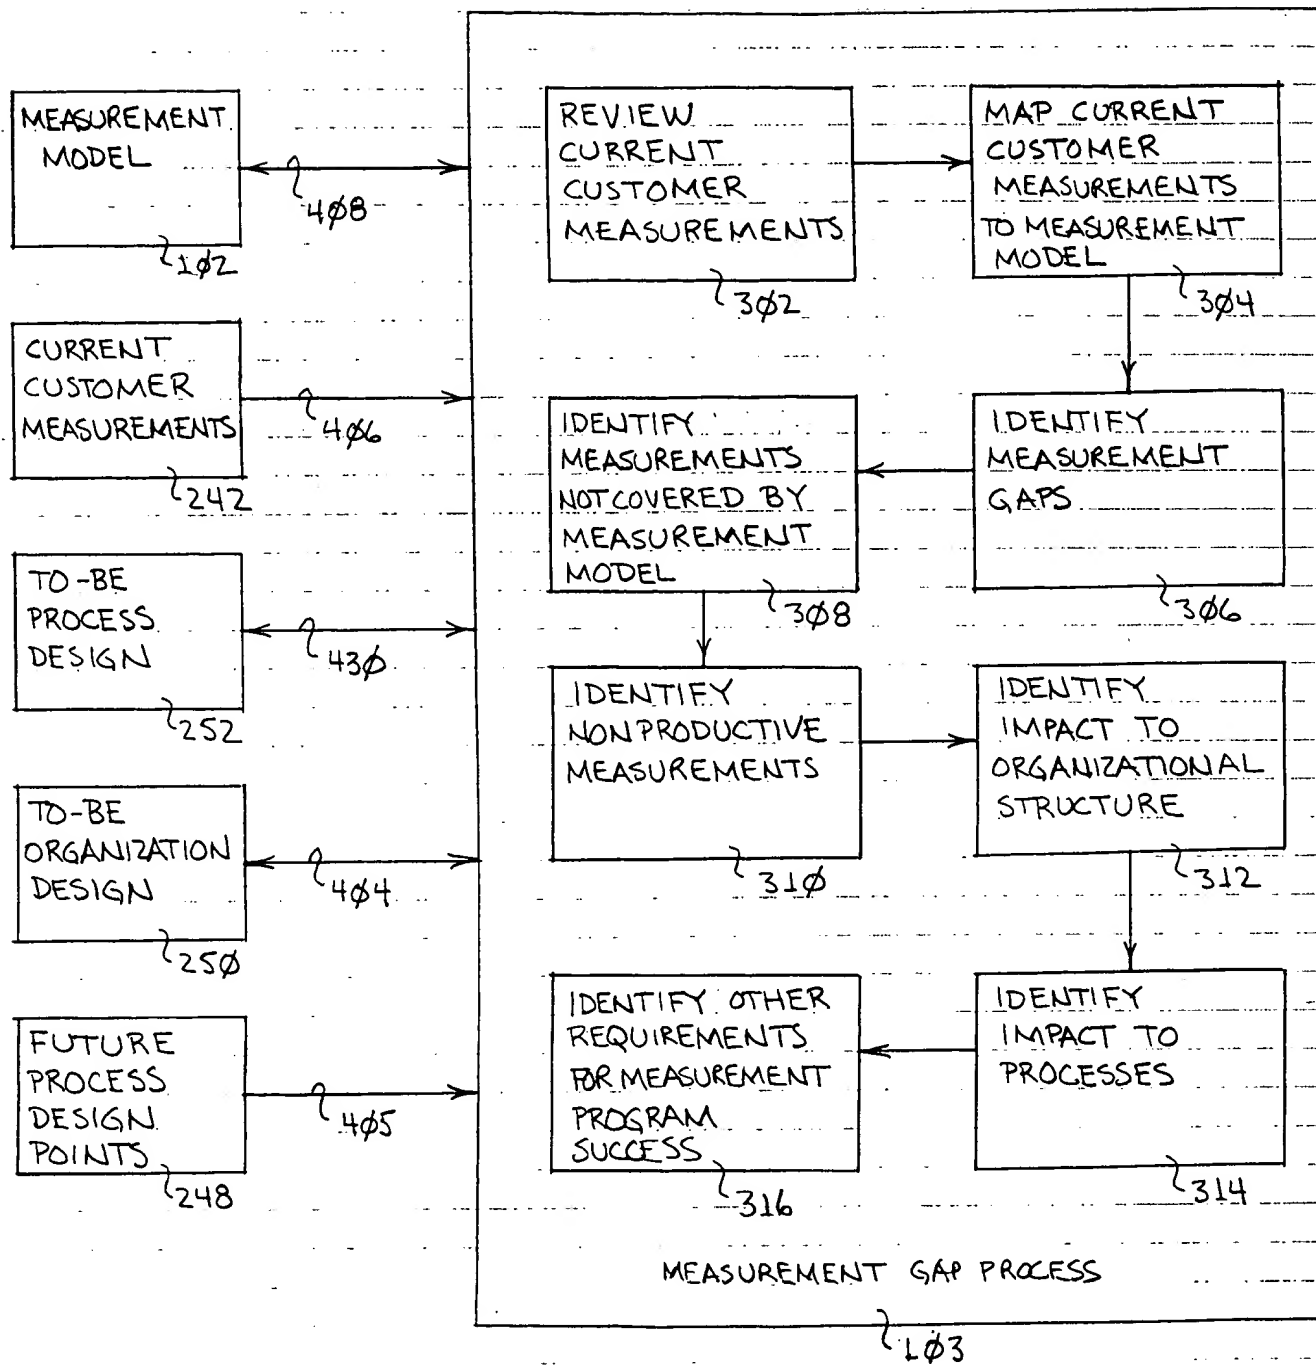 MEASUREMENT
MODEL
408
102
CURRENT
CUSTOMER
MEASUREMENTS
406
242
TO-BE
PROCESS
DESIGN
430
252
TO-BE
ORGANIZATION
DESIGN
404
250
FUTURE
PROCESS
DESIGN
POINTS
405
248
REVIEW
CURRENT
CUSTOMER
MEASUREMENTS
302
MAP CURRENT
CUSTOMER
MEASUREMENTS
TO MEASUREMENT
MODEL
304
IDENTIFY
MEASUREMENT
GAPS
306
IDENTIFY
MEASUREMENTS
NOT COVERED BY
MEASUREMENT
MODEL
308
IDENTIFY
NONPRODUCTIVE
MEASUREMENTS
310
IDENTIFY
IMPACT TO
ORGANIZATIONAL
STRUCTURE
312
IDENTIFY
IMPACT TO
PROCESSES
314
IDENTIFY OTHER
REQUIREMENTS
FOR MEASUREMENT
PROGRAM
SUCCESS
316
MEASUREMENT GAP PROCESS
103